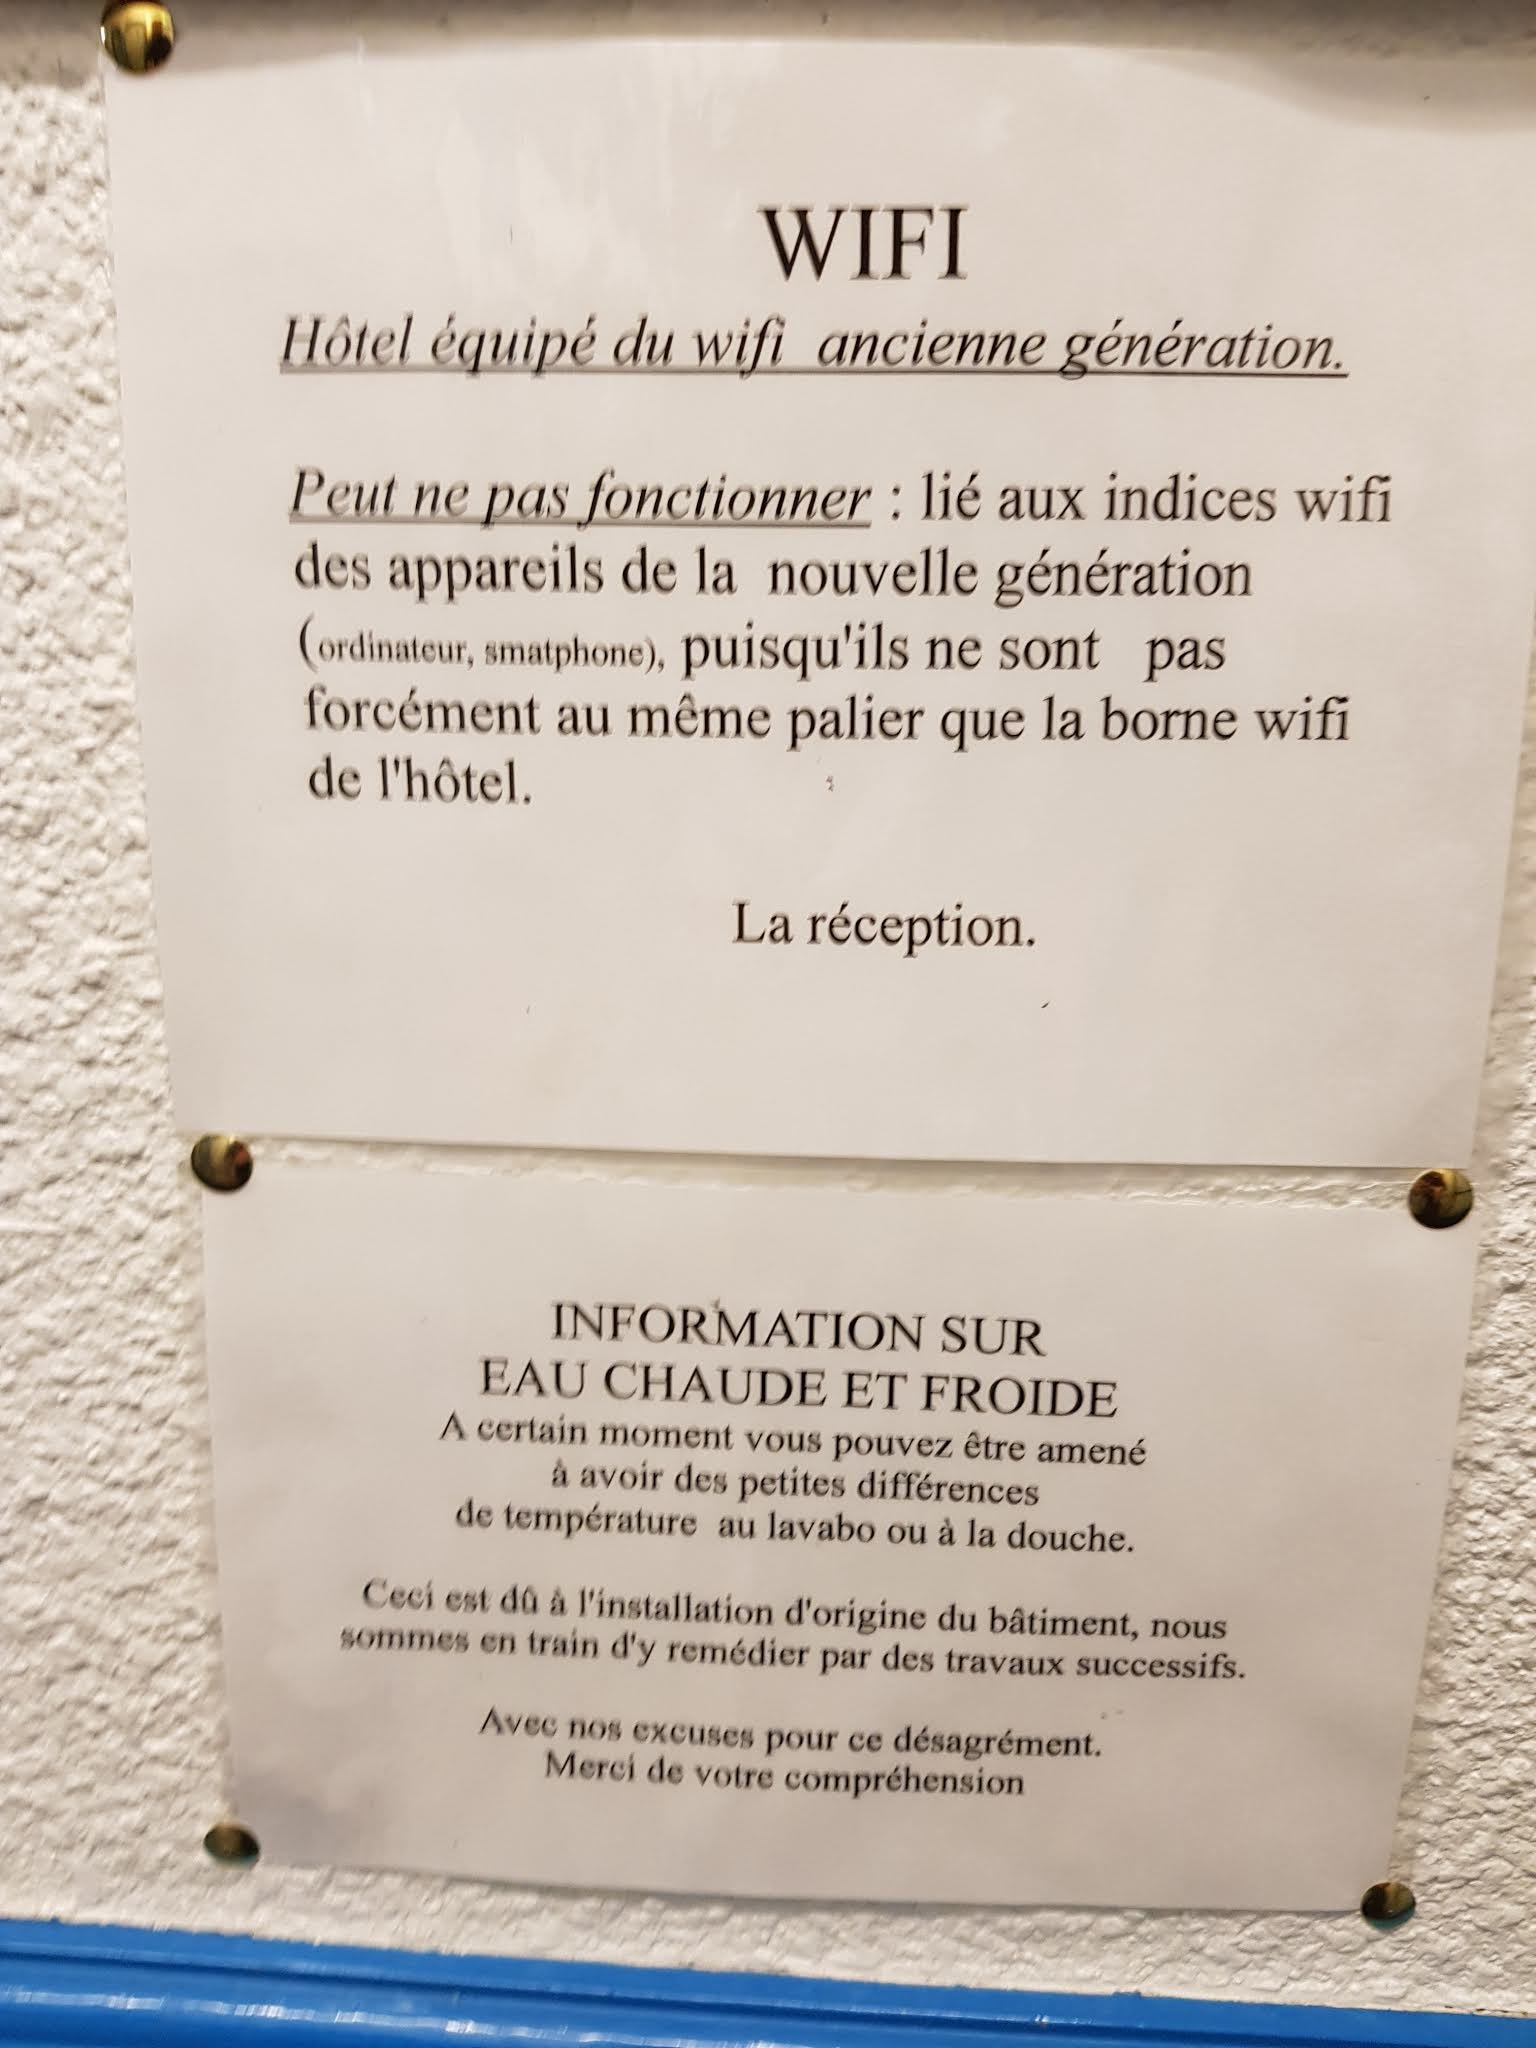 WIFI
Hôtel équipé du wifi ancienne génération.
Peut ne pas fonctionner : lié aux indices wifi
des appareils de la nouvelle génération
(ordinateur, smatphone), puisqu'ils ne sont pas
forcément au même palier que la borne wifi
de l'hôtel.
La réception.
INFORMATION SUR
EAU CHAUDE ET FROIDE
A certain moment vous pouvez être amené
à avoir des petites différences
de température au lavabo ou à la douche.
Ceci est dû à l'installation d'origine du bâtiment, nous
sommes en train d'y remédier par des travaux successifs.
Avec nos excuses pour ce désagrément.
Merci de votre compréhension